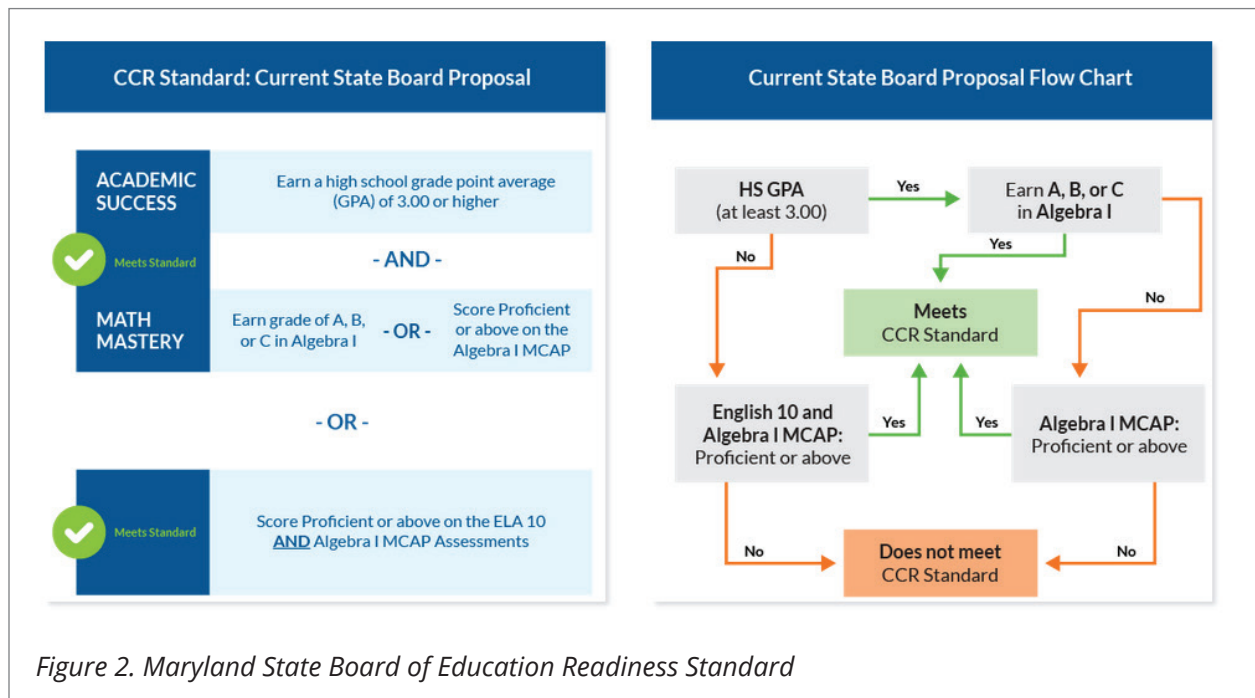 CCR Standard: Current State Board Proposal
ACADEMIC
SUCCESS
Earn a high school grade point average
(GPA) of 3.00 or higher
Meets Standard
- AND -
MATH
MASTERY
Earn grade of A, B,
or C in Algebra I
- OR -
Score Proficient
or above on the
Algebra I MCAP
- OR -
Meets Standard
Score Proficient or above on the ELA 10
AND Algebra I MCAP Assessments
Current State Board Proposal Flow Chart
HS GPA
(at least 3.00)
Yes
Earn A, B, or C
in Algebra I
No
Yes
No
Meets
CCR Standard
English 10 and
Algebra I MCAP:
Proficient or above
Yes
Yes
Algebra I MCAP:
Proficient or above
No
Does not meet
CCR Standard
No
Figure 2. Maryland State Board of Education Readiness Standard